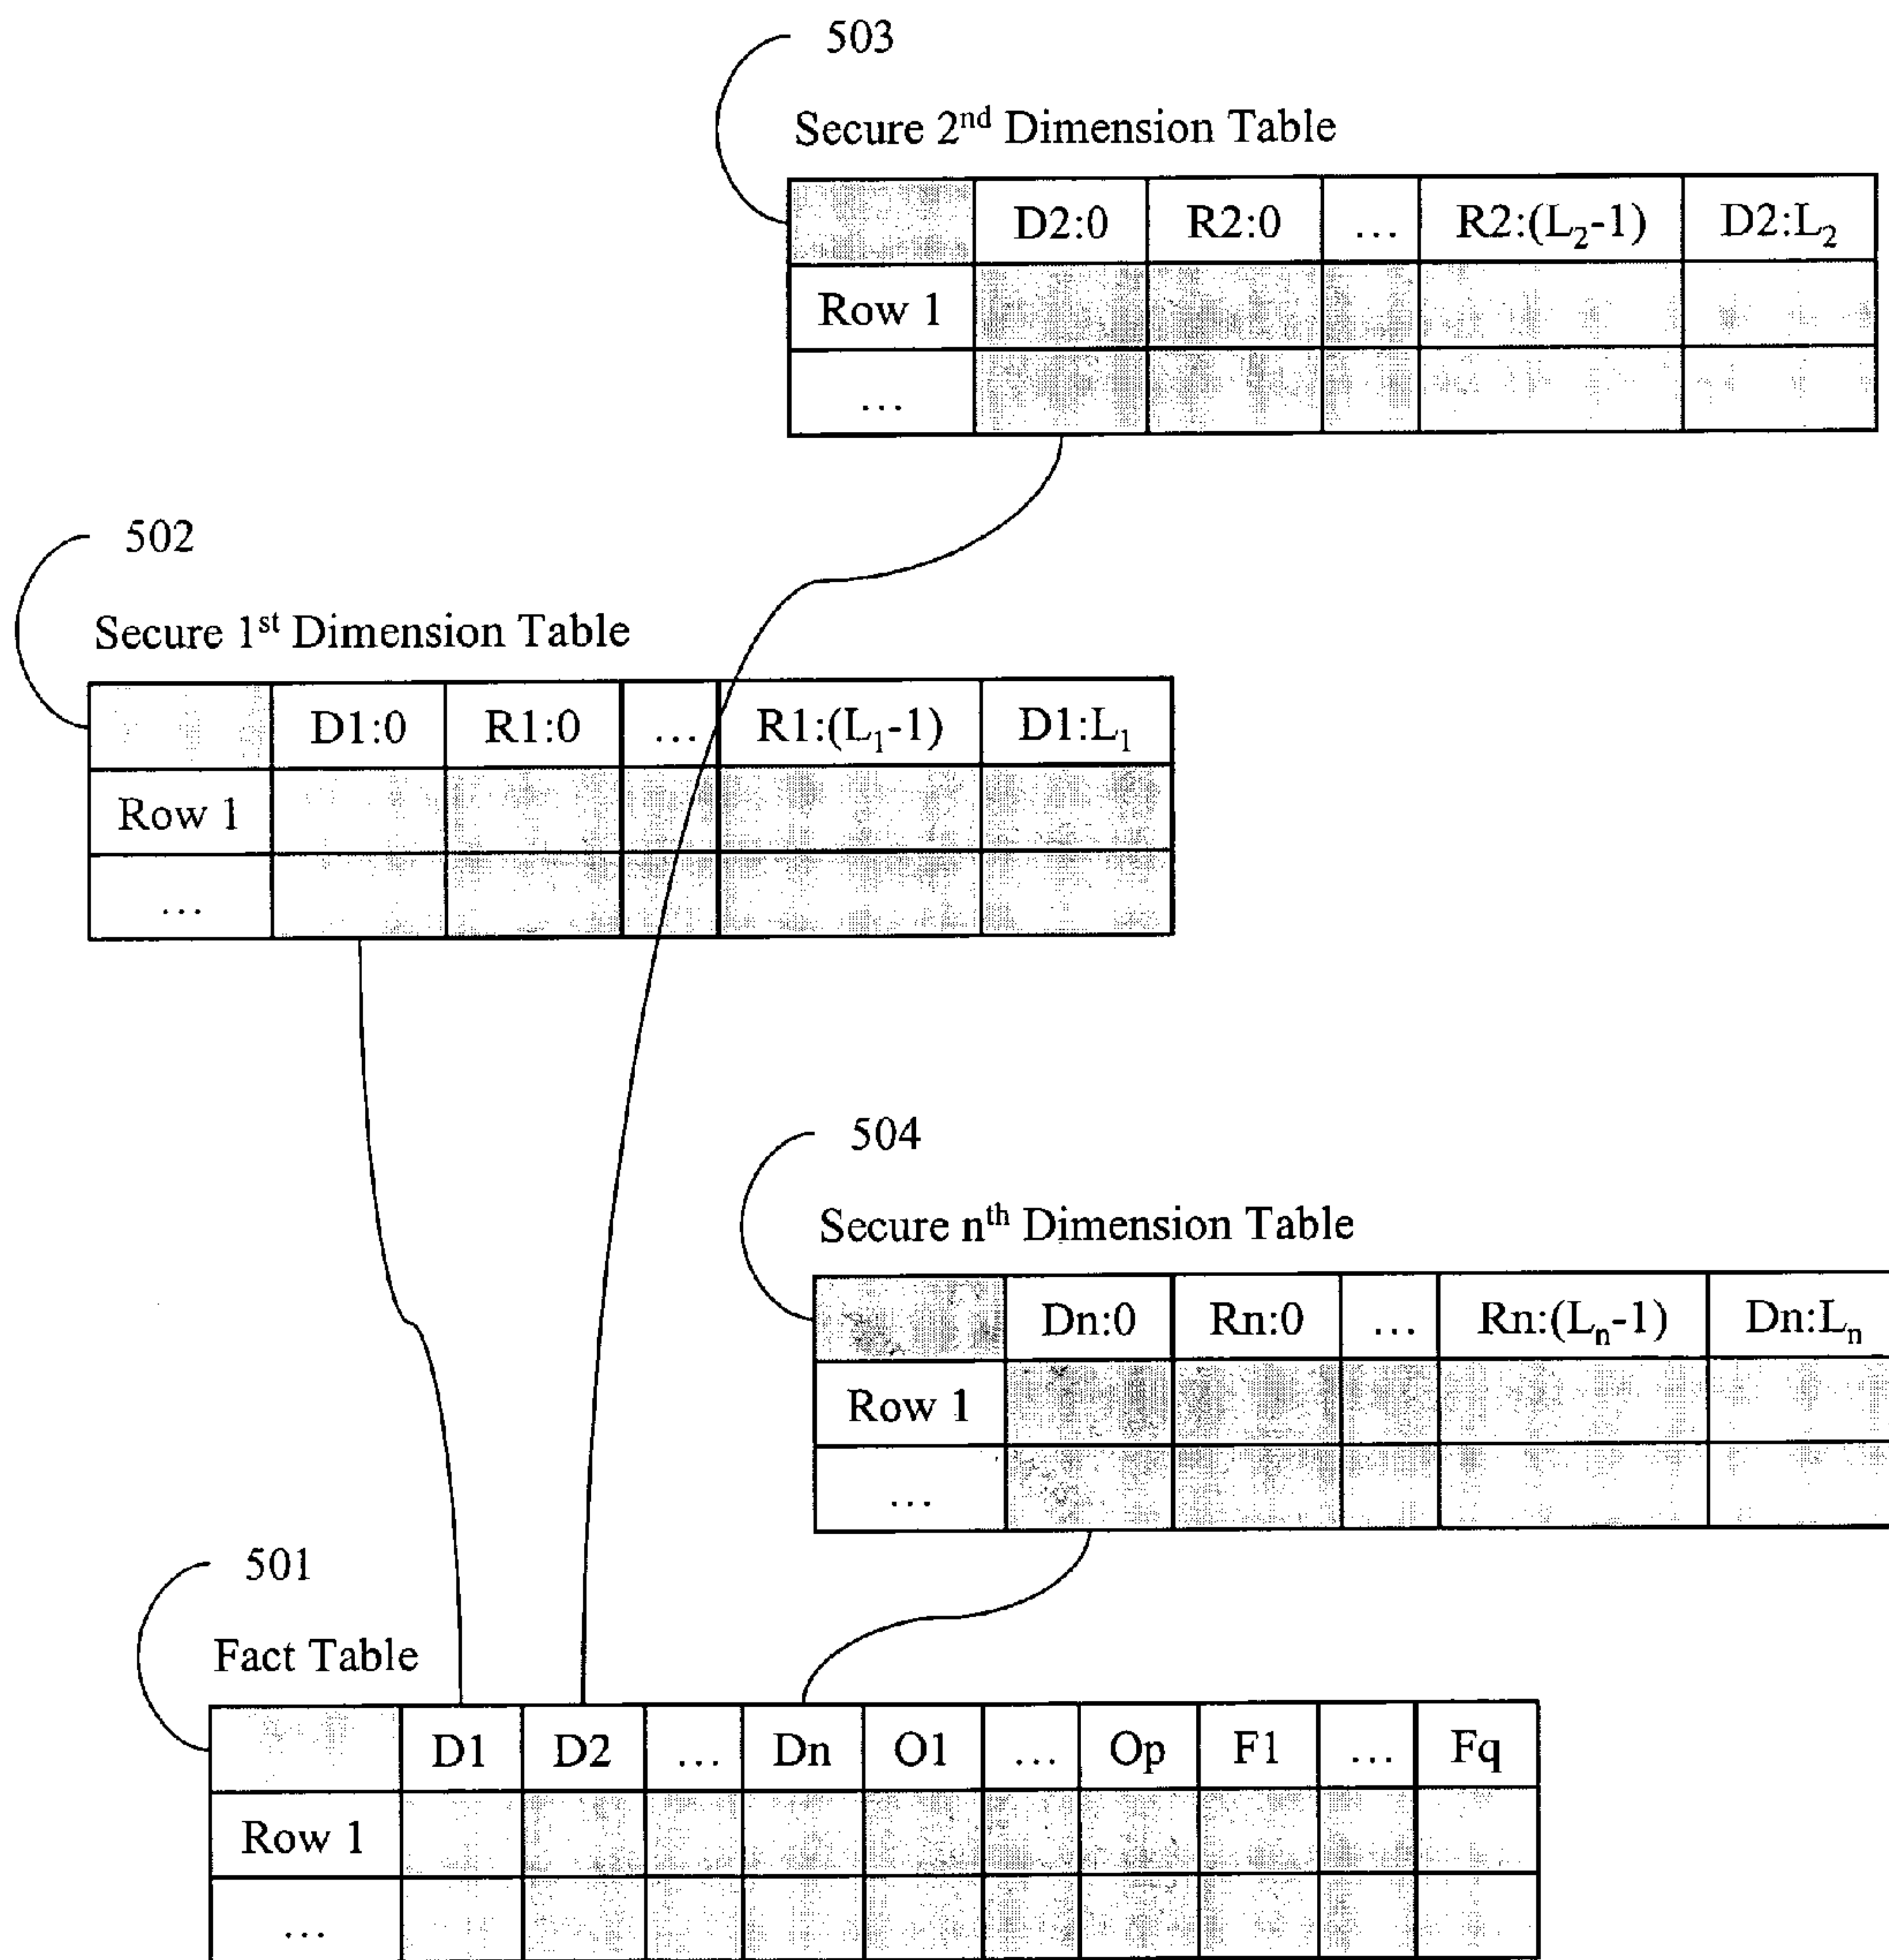 503
Secure 2nd Dimension Table
D2:0 R2:0 ... R2:(L2-1) D2:L2
Row 1
...
502
Secure 1st Dimension Table
D1:0 R1:0 ... R1:(L1-1) D1:L1
Row 1
...
504
Secure nth Dimension Table
Dn:0 Rn:0 ... Rn:(Ln-1) Dn:Ln
Row 1
...
501
Fact Table
D1 D2 ... Dn O1 ... Op F1 ... Fq
Row 1
...